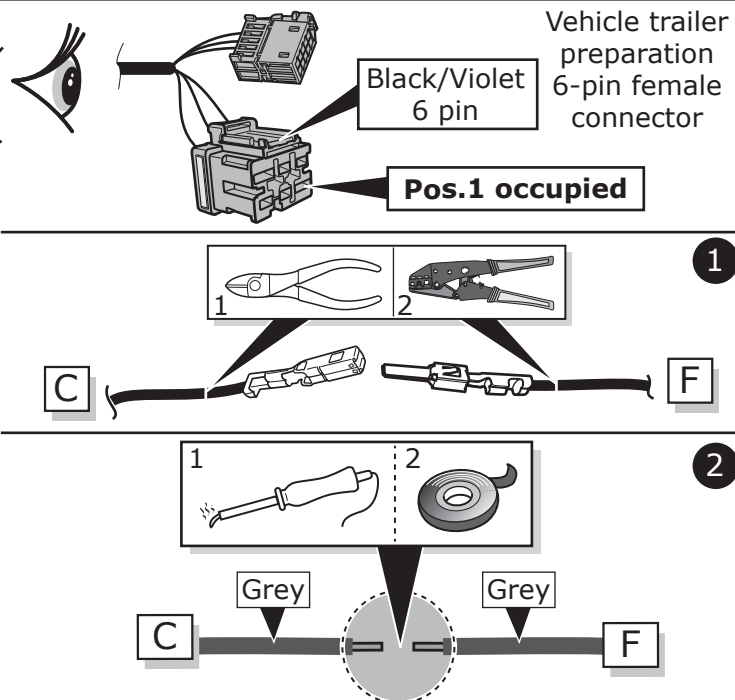 Vehicle trailer
preparation
6-pin female
connector
Black/Violet
6 pin
Pos.1 occupied
1
1
2
C
F
2
1
2
Grey
Grey
C
F